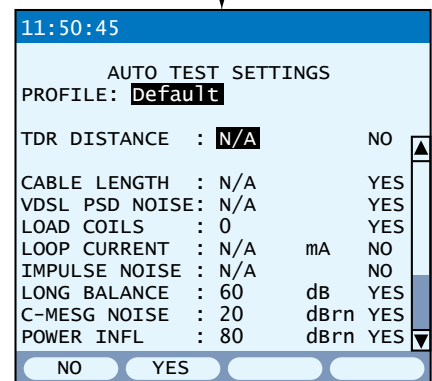 11:50:45
AUTO TEST SETTINGS
PROFILE: Default
TDR DISTANCE : N/A NO
CABLE LENGTH : N/A YES
VDSL PSD NOISE: N/A YES
LOAD COILS : 0 YES
LOOP CURRENT : N/A mA NO
IMPULSE NOISE : N/A NO
LONG BALANCE : 60 dB YES
C-MESG NOISE : 20 dBrn YES
POWER INFL : 80 dBrn YES
NO YES